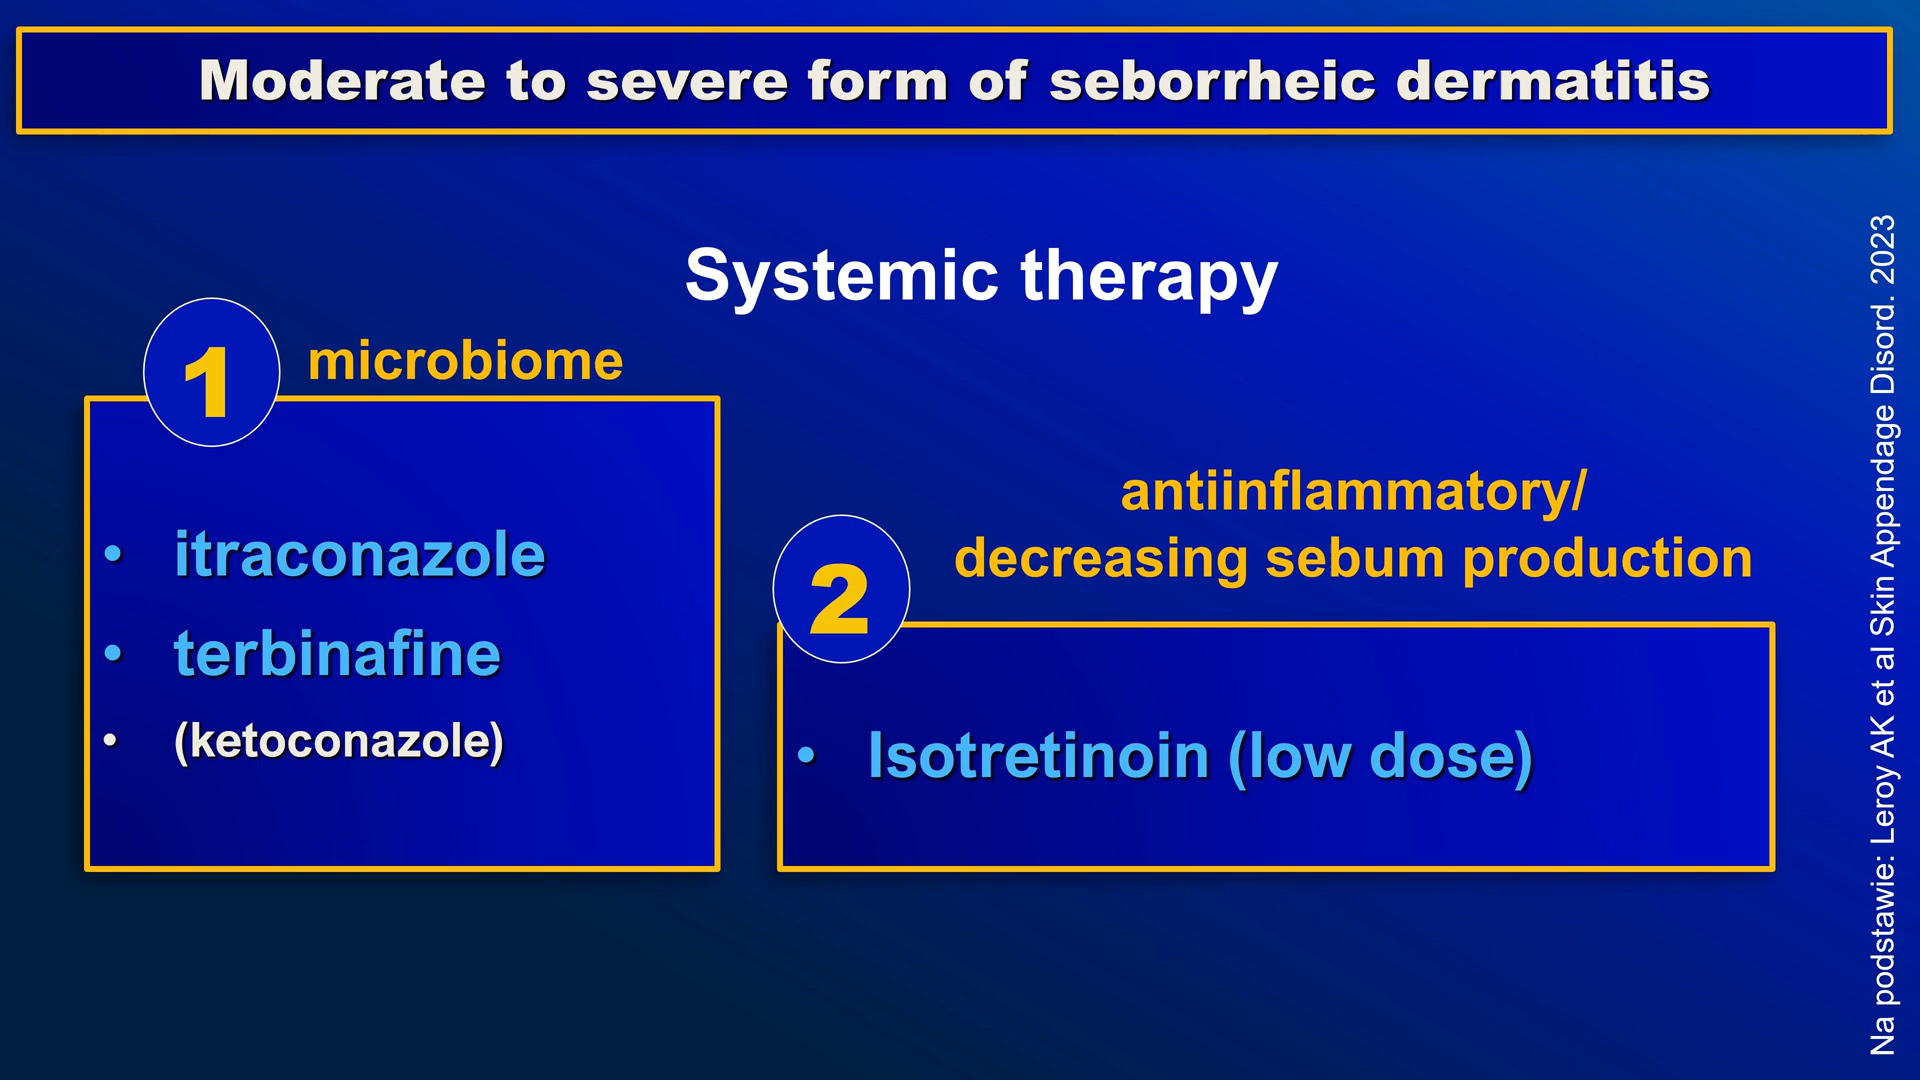 Moderate to severe form of seborrheic dermatitis
Systemic therapy
1
microbiome
• itraconazole
• terbinafine
• (ketoconazole)
2
antiinflammatory/
decreasing sebum production
• Isotretinoin (low dose)
Na podstawie: Leroy AK et al Skin Appendage Disord. 2023